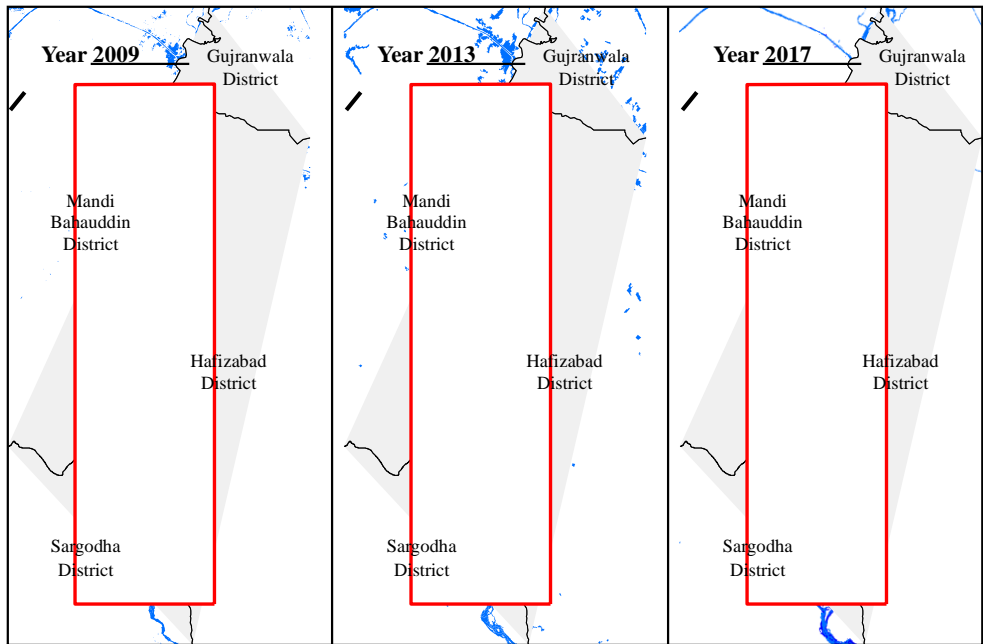 Year 2009
Gujranwala
District
Mandi
Bahauddin
District
Hafizabad
District
Sargodha
District
Year 2013
Gujranwala
District
Mandi
Bahauddin
District
Hafizabad
District
Sargodha
District
Year 2017
Gujranwala
District
Mandi
Bahauddin
District
Hafizabad
District
Sargodha
District